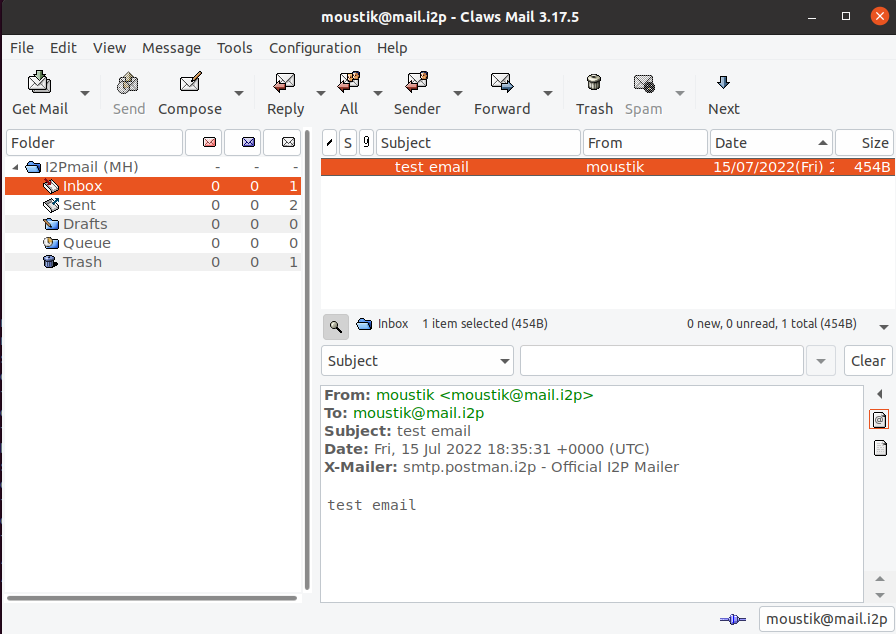 moustik@mail.i2p - Claws Mail 3.17.5
File Edit View Message Tools Configuration Help
Get Mail Send Compose Reply All Sender Forward Trash Spam Next
Folder
I2Pmail (MH) - - -
Inbox 0 0 1
Sent 0 0 2
Drafts 0 0 0
Queue 0 0 0
Trash 0 0 1
S Subject From Date Size
test email moustik 15/07/2022(Fri) 2 454B
Inbox 1 item selected (454B) 0 new, 0 unread, 1 total (454B)
Subject Clear
From: moustik <moustik@mail.i2p>
To: moustik@mail.i2p
Subject: test email
Date: Fri, 15 Jul 2022 18:35:31 +0000 (UTC)
X-Mailer: smtp.postman.i2p - Official I2P Mailer
test email
moustik@mail.i2p